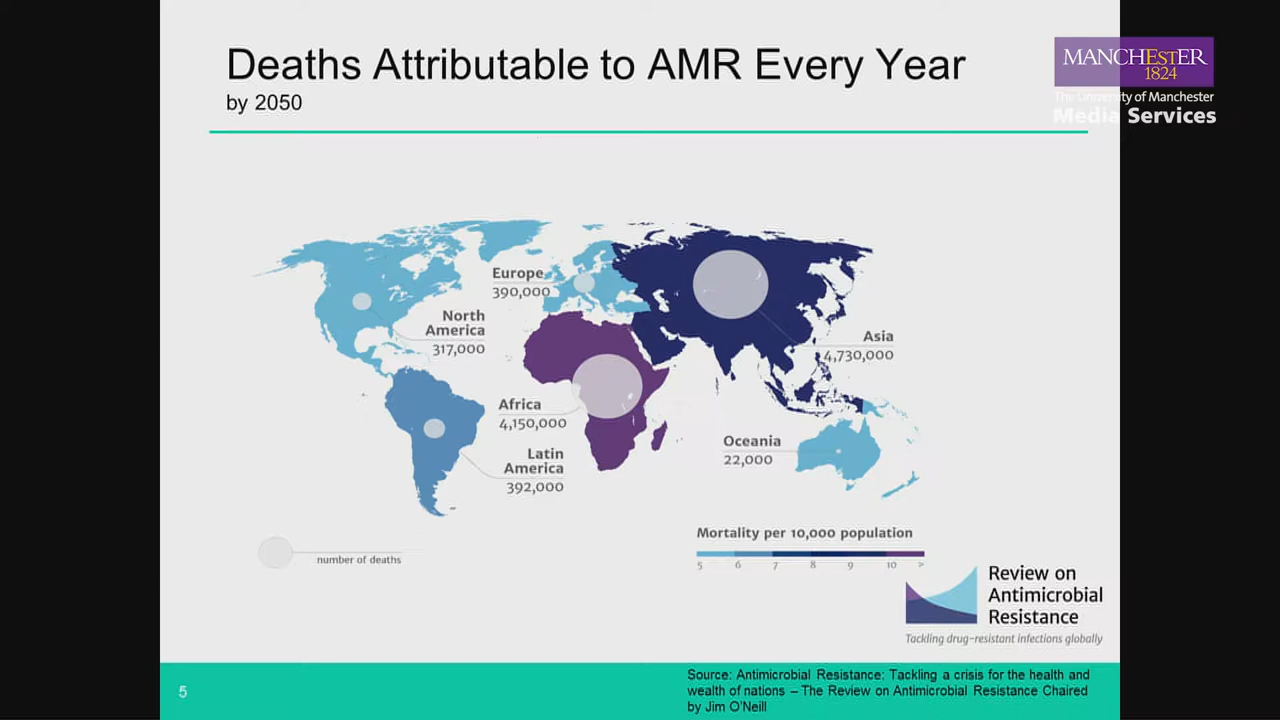 Deaths Attributable to AMR Every Year
by 2050
MANCHESTER
1824
The University of Manchester
Media Services
Europe
390,000
North
America
317,000
Asia
4,730,000
Africa
4,150,000
Latin
America
392,000
Oceania
22,000
number of deaths
Mortality per 10,000 population
5 6 7 8 9 10 >
Review on
Antimicrobial
Resistance
Tackling drug-resistant infections globally
5
Source: Antimicrobial Resistance: Tackling a crisis for the health and
wealth of nations – The Review on Antimicrobial Resistance Chaired
by Jim O'Neill